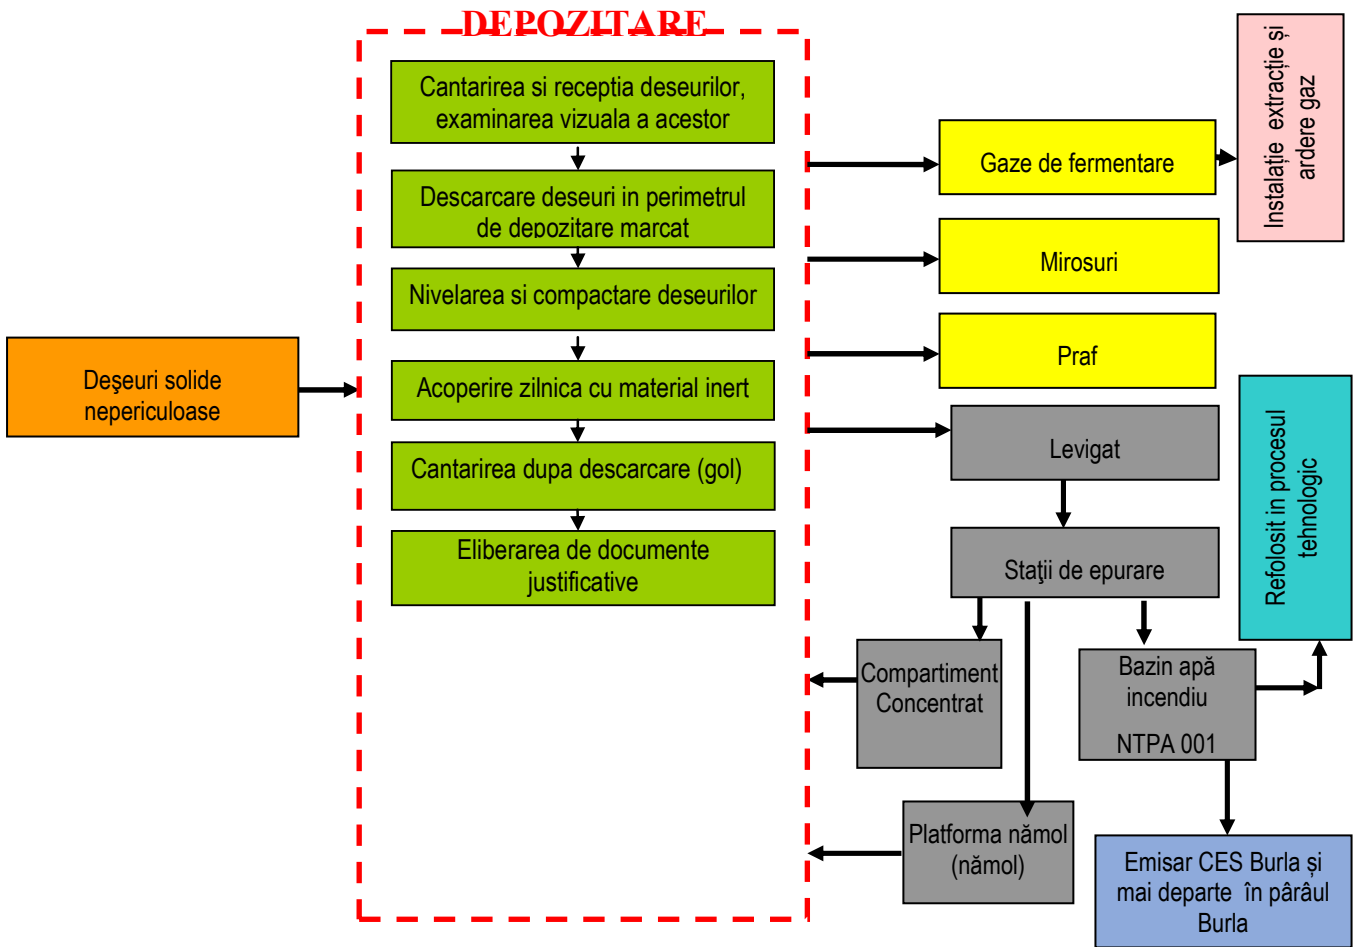 DEPOZITARE
Cantarirea si receptia deseurilor,
examinarea vizuala a acestor
Descarcare deseuri in perimetrul
de depozitare marcat
Nivelarea si compactare deseurilor
Acoperire zilnica cu material inert
Cantarirea dupa descarcare (gol)
Eliberarea de documente
justificative
Deşeuri solide
nepericuloase
Gaze de fermentare
Instalație extracție și
ardere gaz
Mirosuri
Praf
Levigat
Staţii de epurare
Refolosit in procesul
tehnologic
Compartiment
Concentrat
Bazin apă
incendiu
NTPA 001
Platforma nămol
(nămol)
Emisar CES Burla și
mai departe în pârâul
Burla